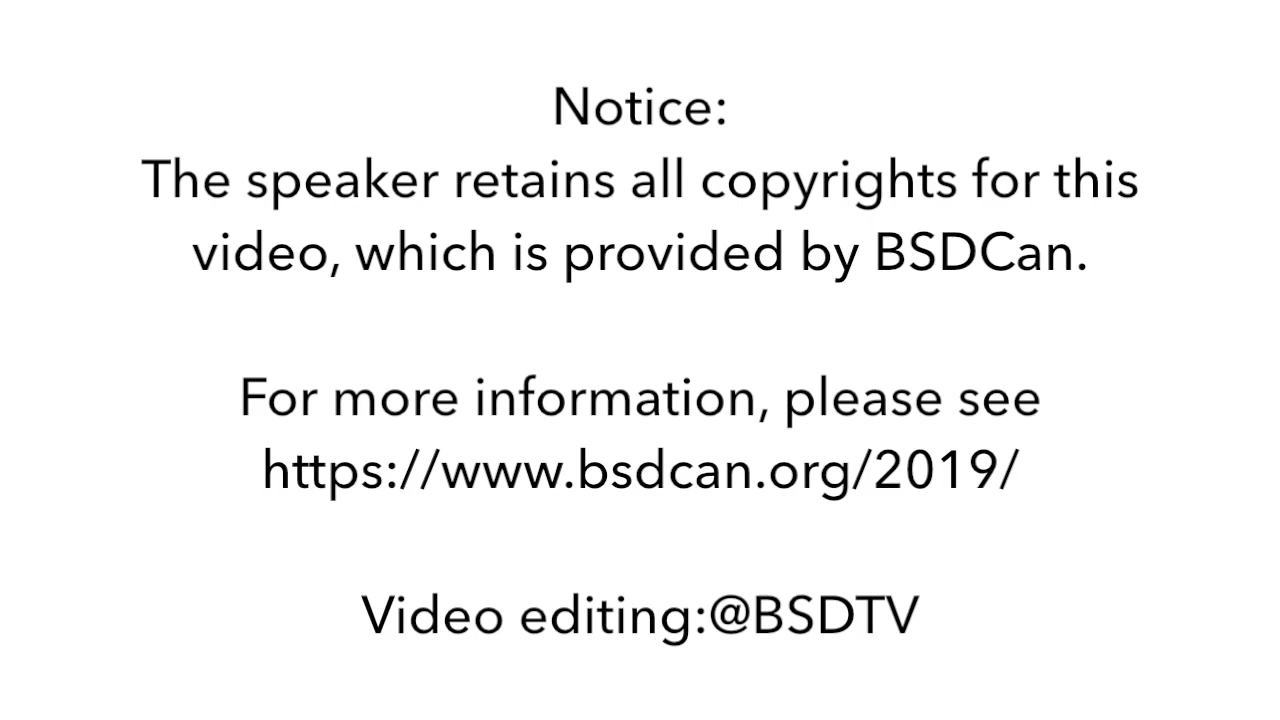 Notice:
The speaker retains all copyrights for this
video, which is provided by BSDCan.
For more information, please see
https://www.bsdcan.org/2019/
Video editing:@BSDTV